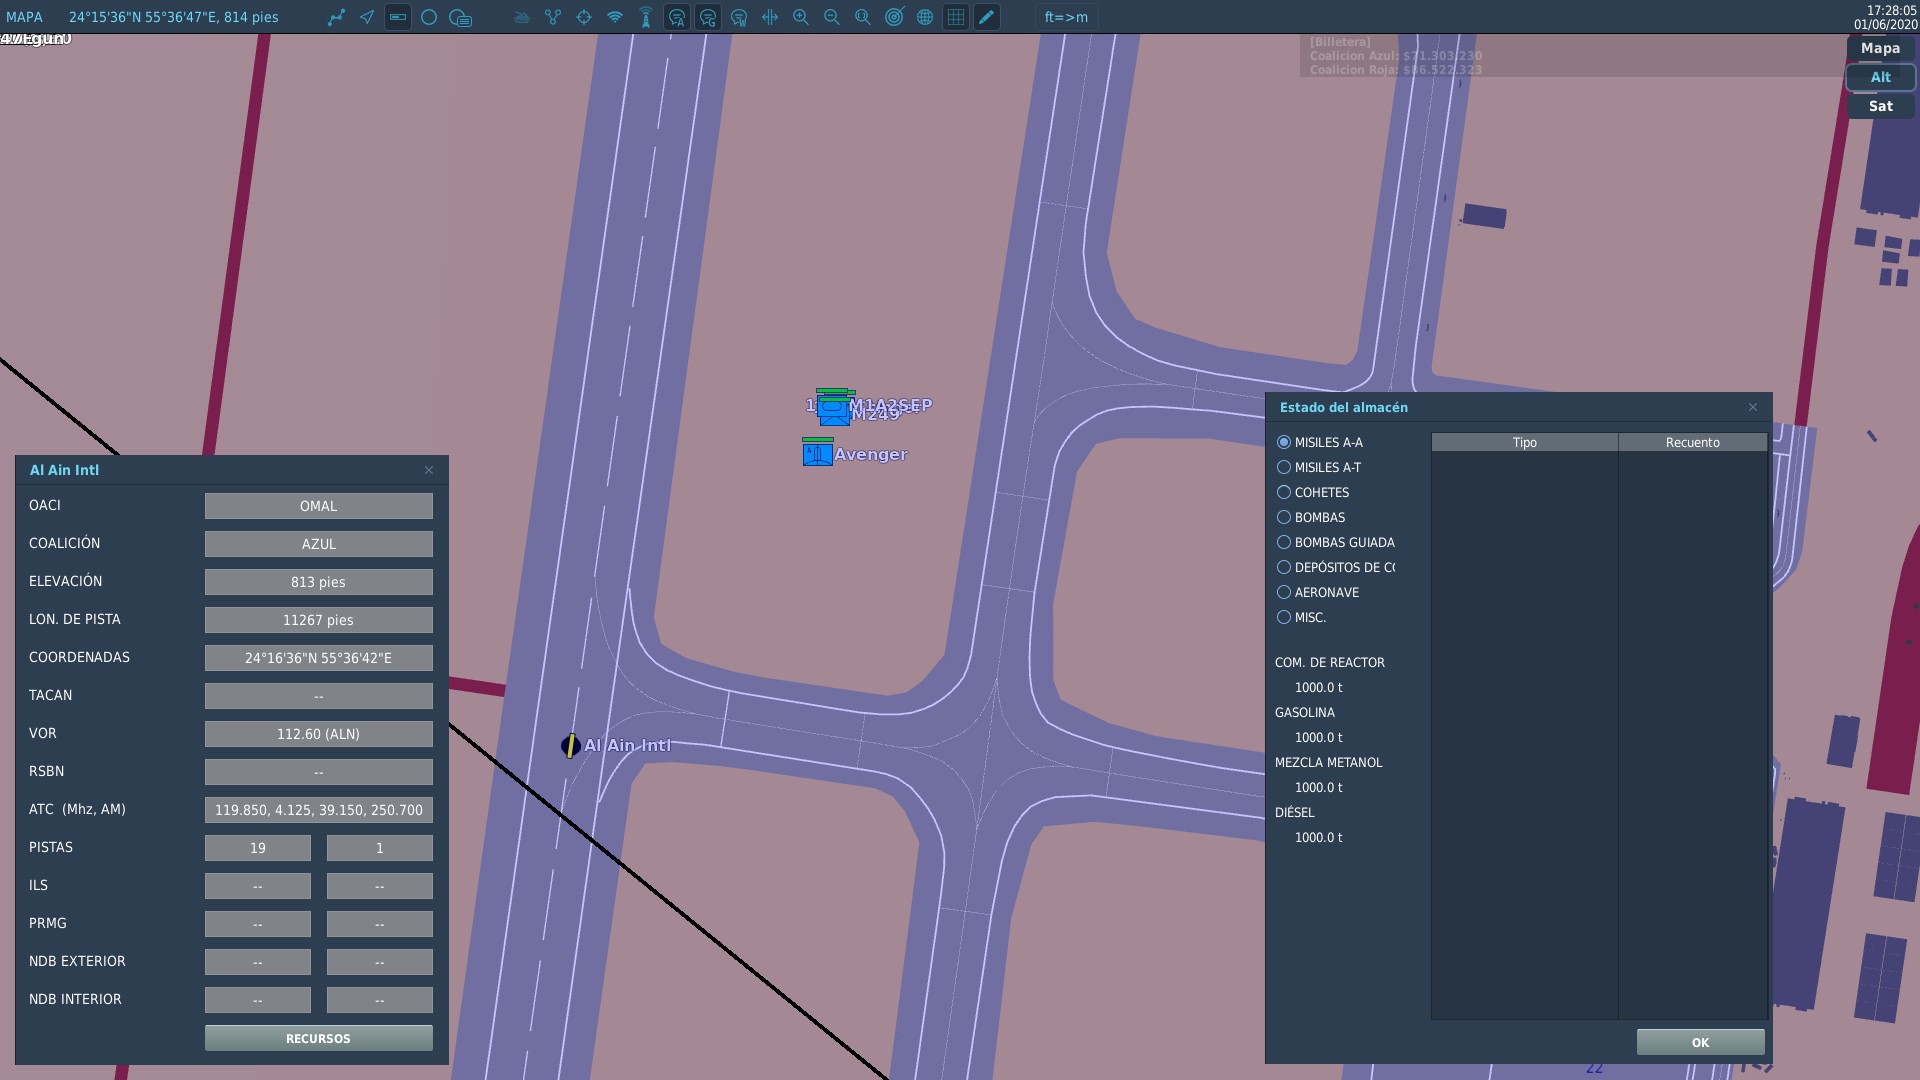 MAPA 24°15'36"N 55°36'47"E, 814 pies
ft=>m
17:28:05
01/06/2020
[Billetera]
Coalicion Azul: $71.303.230
Coalicion Roja: $86.522.323
Mapa
Alt
Sat
M1A2SEP
M249
Avenger
Al Ain Intl
Al Ain Intl
OACI OMAL
COALICIÓN AZUL
ELEVACIÓN 813 pies
LON. DE PISTA 11267 pies
COORDENADAS 24°16'36"N 55°36'42"E
TACAN --
VOR 112.60 (ALN)
RSBN --
ATC (Mhz, AM) 119.850, 4.125, 39.150, 250.700
PISTAS 19 1
ILS -- --
PRMG -- --
NDB EXTERIOR -- --
NDB INTERIOR -- --
RECURSOS
Estado del almacén
MISILES A-A
MISILES A-T
COHETES
BOMBAS
BOMBAS GUIADA
DEPÓSITOS DE CO
AERONAVE
MISC.
COM. DE REACTOR
1000.0 t
GASOLINA
1000.0 t
MEZCLA METANOL
1000.0 t
DIÉSEL
1000.0 t
Tipo Recuento
OK
22